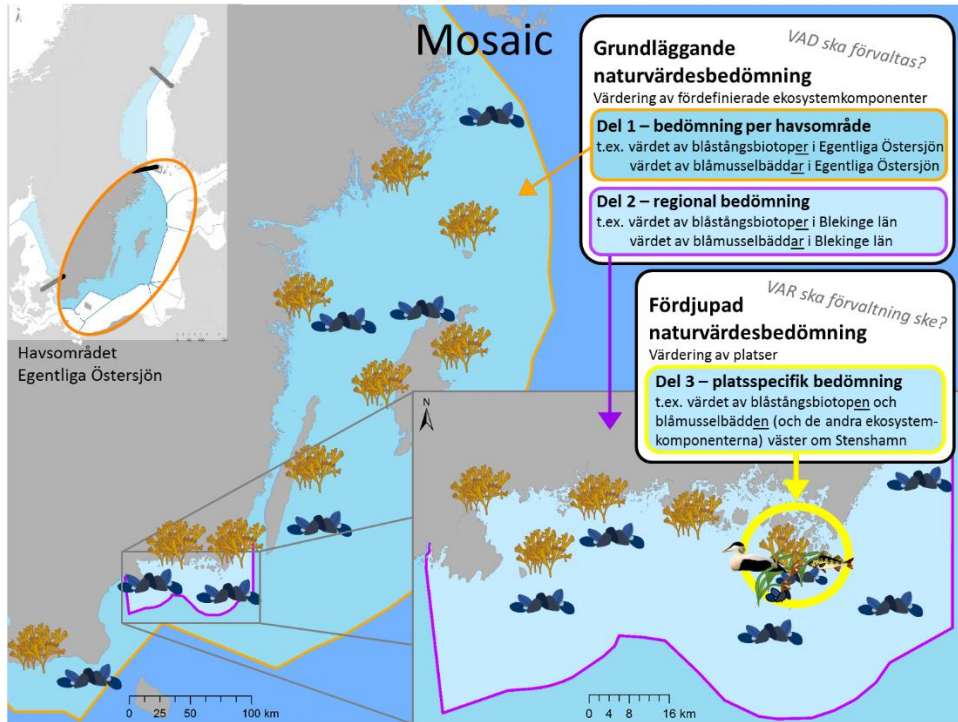 Mosaic
N
Havsområdet
Egentliga Östersjön
Grundläggande
naturvärdesbedömning
VAD ska förvaltas?
Värdering av fördefinierade ekosystemkomponenter
Del 1 – bedömning per havsområde
t.ex. värdet av blåstångsbiotoper i Egentliga Östersjön
värdet av blåmusselbäddar i Egentliga Östersjön
Del 2 – regional bedömning
t.ex. värdet av blåstångsbiotoper i Blekinge län
värdet av blåmusselbäddar i Blekinge län
Fördjupad
naturvärdesbedömning
VAR ska förvaltning ske?
Värdering av platser
Del 3 – platsspecifik bedömning
t.ex. värdet av blåstångsbiotopen och
blåmusselbädden (och de andra ekosystem-
komponenterna) väster om Stenshamn
N
0 25 50 75 100 km
0 4 8 16 km